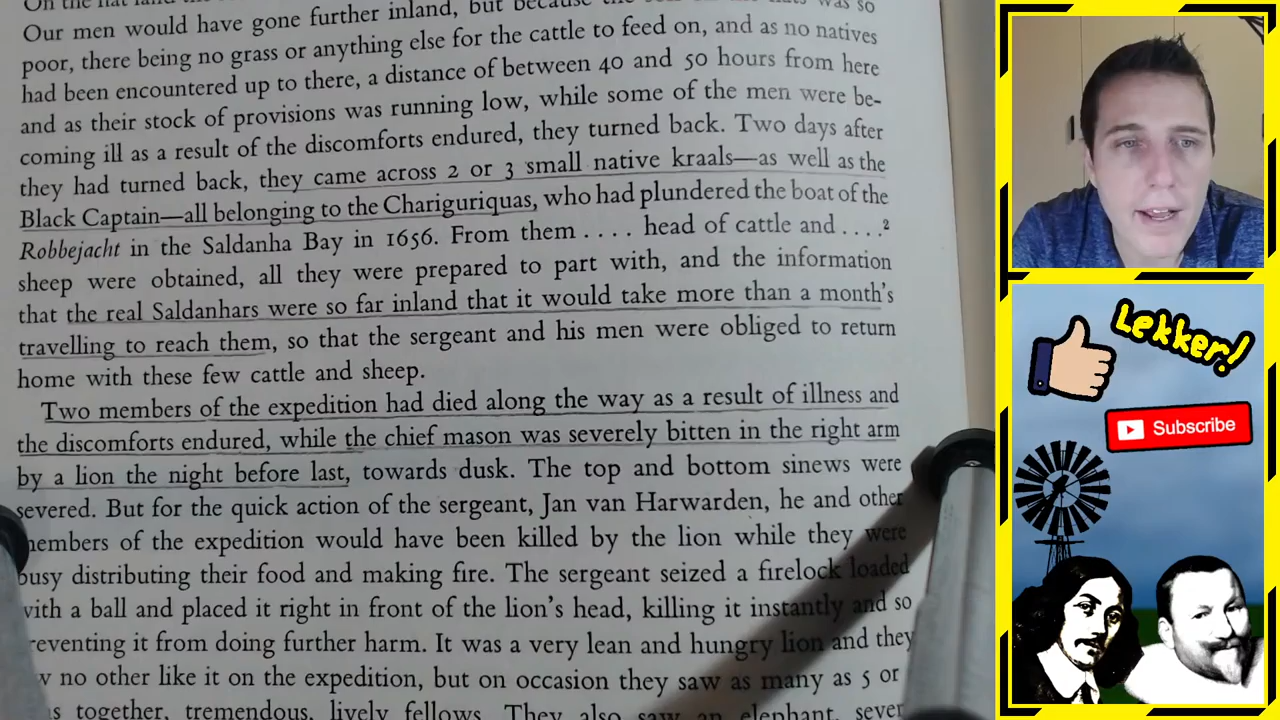 Our men would have gone further inland, but because the was so
poor, there being no grass or anything else for the cattle to feed on, and as no natives
had been encountered up to there, a distance of between 40 and 50 hours from here
and as their stock of provisions was running low, while some of the men were be-
coming ill as a result of the discomforts endured, they turned back. Two days after
they had turned back, they came across 2 or 3 small native kraals—as well as the
Black Captain—all belonging to the Chariguriquas, who had plundered the boat of the
Robbejacht in the Saldanha Bay in 1656. From them . . . . head of cattle and . . . .²
sheep were obtained, all they were prepared to part with, and the information
that the real Saldanhars were so far inland that it would take more than a month's
travelling to reach them, so that the sergeant and his men were obliged to return
home with these few cattle and sheep.
Two members of the expedition had died along the way as a result of illness and
the discomforts endured, while the chief mason was severely bitten in the right arm
by a lion the night before last, towards dusk. The top and bottom sinews were
severed. But for the quick action of the sergeant, Jan van Harwarden, he and other
members of the expedition would have been killed by the lion while they were
busy distributing their food and making fire. The sergeant seized a firelock loaded
with a ball and placed it right in front of the lion's head, killing it instantly and so
preventing it from doing further harm. It was a very lean and hungry lion and they
no other like it on the expedition, but on occasion they saw as many as 5 or
together, tremendous, lively fellows. They also saw an elephant,
Lekker!
Subscribe